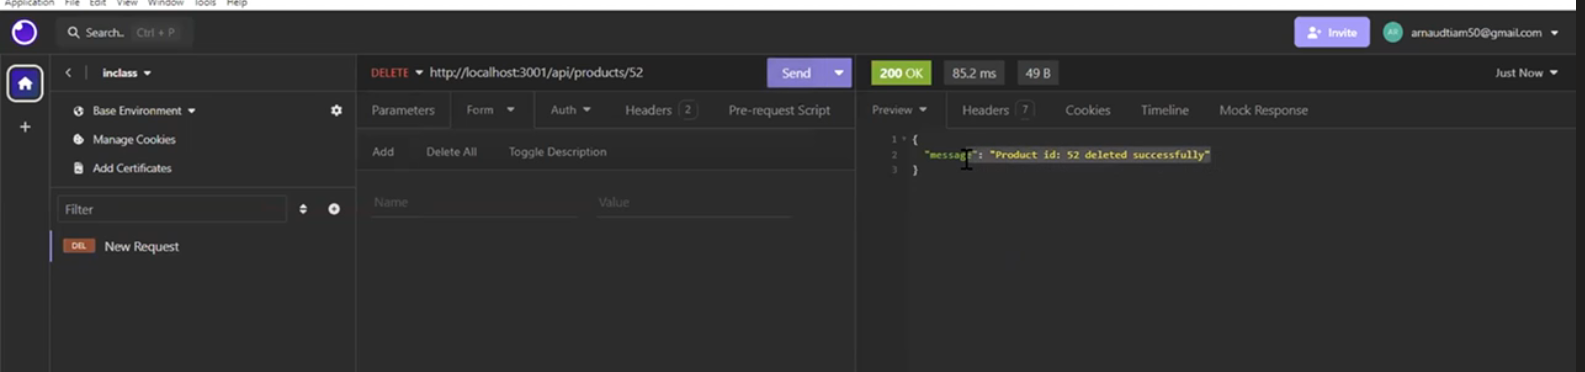 Application File Edit View Window Tools Help
Search.. Ctrl + P
Invite
AR
arnaudtiam50@gmail.com
inclass
DELETE http://localhost:3001/api/products/52
Send
200 OK
85.2 ms
49 B
Just Now
Base Environment
Parameters
Form
Auth
Headers 2
Pre-request Script
Preview
Headers 7
Cookies
Timeline
Mock Response
Manage Cookies
Add Certificates
Add
Delete All
Toggle Description
1 {
2 "message": "Product id: 52 deleted successfully"
3 }
Filter
Name
Value
DEL New Request